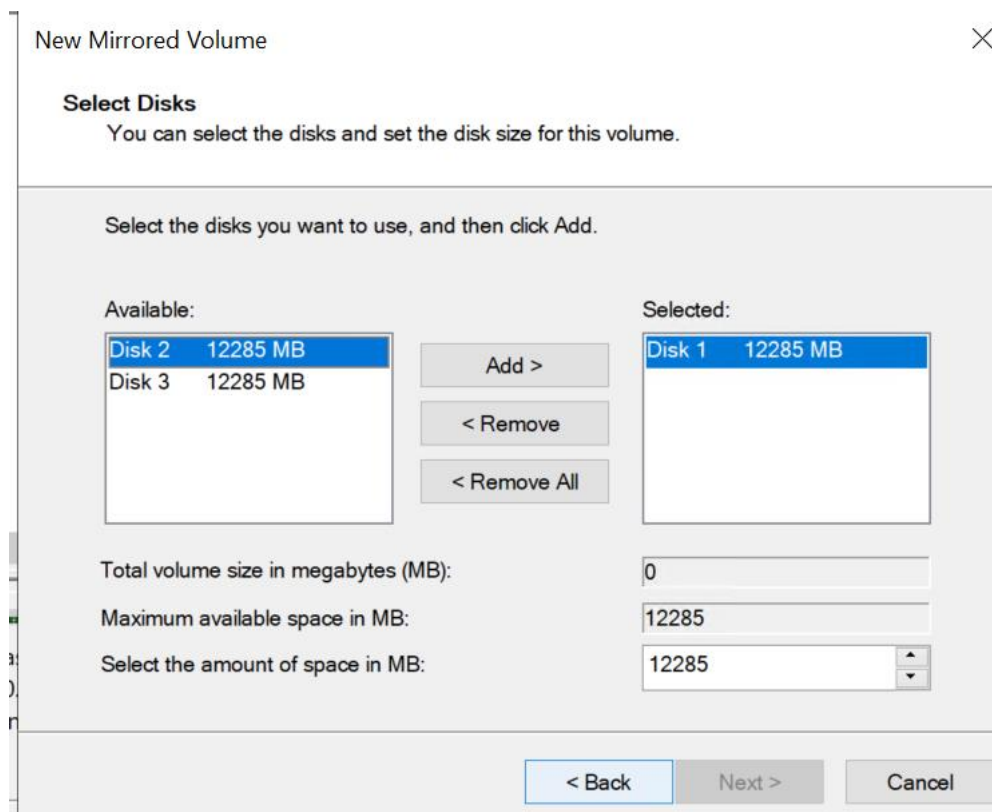 New Mirrored Volume
Select Disks
You can select the disks and set the disk size for this volume.
Select the disks you want to use, and then click Add.
Available:
Selected:
Disk 2 12285 MB
Disk 3 12285 MB
Add >
< Remove
< Remove All
Disk 1 12285 MB
Total volume size in megabytes (MB):
0
Maximum available space in MB:
12285
Select the amount of space in MB:
12285
< Back
Next >
Cancel